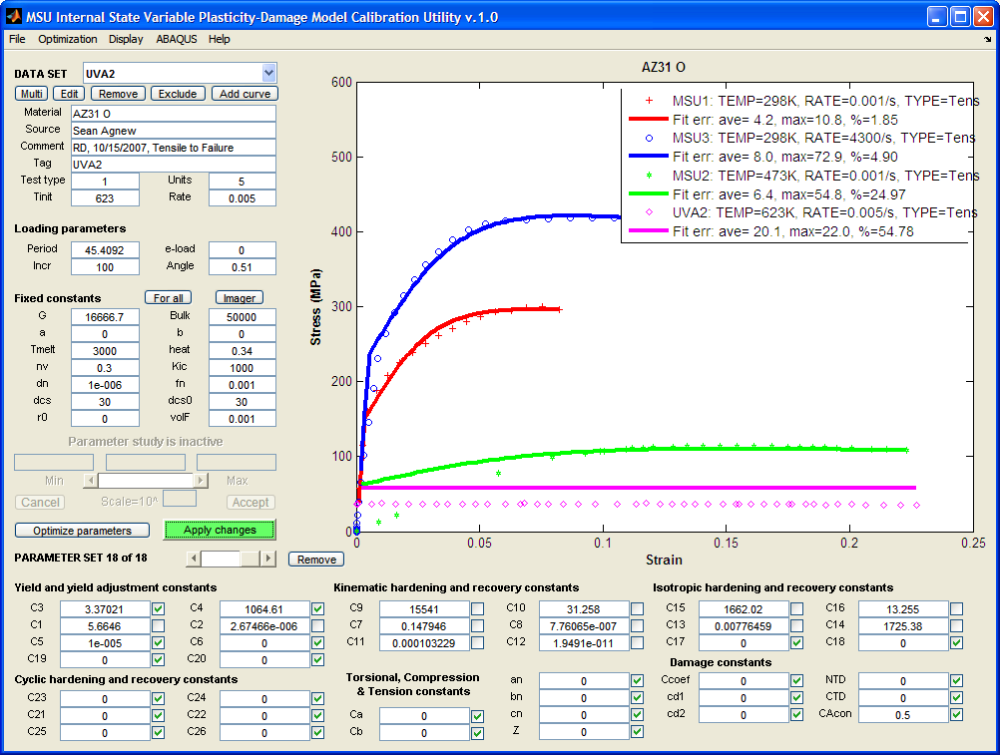 MSU Internal State Variable Plasticity-Damage Model Calibration Utility v.1.0
File Optimization Display ABAQUS Help
DATA SET UVA2
Multi Edit Remove Exclude Add curve
Material AZ31 O
Source Sean Agnew
Comment RD, 10/15/2007, Tensile to Failure
Tag UVA2
Test type 1 Units 5
Tinit 623 Rate 0.005
Loading parameters
Period 45.4092 e-load 0
Incr 100 Angle 0.51
Fixed constants For all Imager
G 16666.7 Bulk 50000
a 0 b 0
Tmelt 3000 heat 0.34
nv 0.3 Kic 1000
dn 1e-006 fn 0.001
dcs 30 dcs0 30
r0 0 volF 0.001
Parameter study is inactive
Min Max
Cancel Scale=10^ Accept
Optimize parameters Apply changes
PARAMETER SET 18 of 18 Remove
AZ31 O
600
500
400
300
200
100
0
Stress (MPa)
0 0.05 0.1 0.15 0.2 0.25
Strain
MSU1: TEMP=298K, RATE=0.001/s, TYPE=Tens
Fit err: ave= 4.2, max=10.8, %=1.85
MSU3: TEMP=298K, RATE=4300/s, TYPE=Tens
Fit err: ave= 8.0, max=72.9, %=4.90
MSU2: TEMP=473K, RATE=0.001/s, TYPE=Tens
Fit err: ave= 6.4, max=54.8, %=24.97
UVA2: TEMP=623K, RATE=0.005/s, TYPE=Tens
Fit err: ave= 20.1, max=22.0, %=54.78
Yield and yield adjustment constants
C3 3.37021 C4 1064.61
C1 5.6646 C2 2.67466e-006
C5 1e-005 C6 0
C19 0 C20 0
Cyclic hardening and recovery constants
C23 0 C24 0
C21 0 C22 0
C25 0 C26 0
Kinematic hardening and recovery constants
C9 15541 C10 31.258
C7 0.147946 C8 7.76065e-007
C11 0.000103229 C12 1.9491e-011
Torsional, Compression
& Tension constants
Ca 0
Cb 0
an 0
bn 0
cn 0
Z 0
Isotropic hardening and recovery constants
C15 1662.02 C16 13.255
C13 0.00776459 C14 1725.38
C17 0 C18 0
Damage constants
Ccoef 0 NTD 0
cd1 0 CTD 0
cd2 0 CAcon 0.5